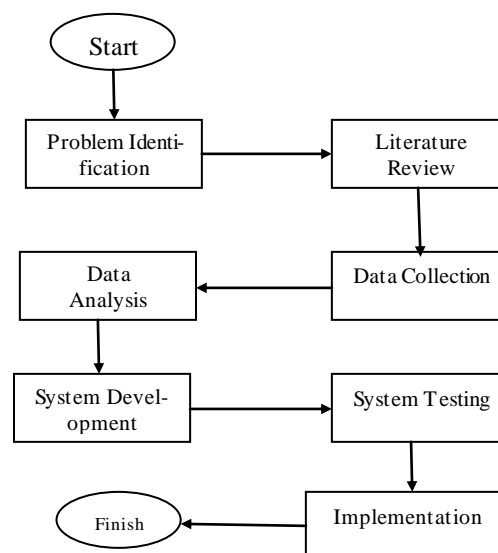 Start
Problem Identi-
fication
Literature
Review
Data
Analysis
Data Collection
System Devel-
opment
System Testing
Implementation
Finish